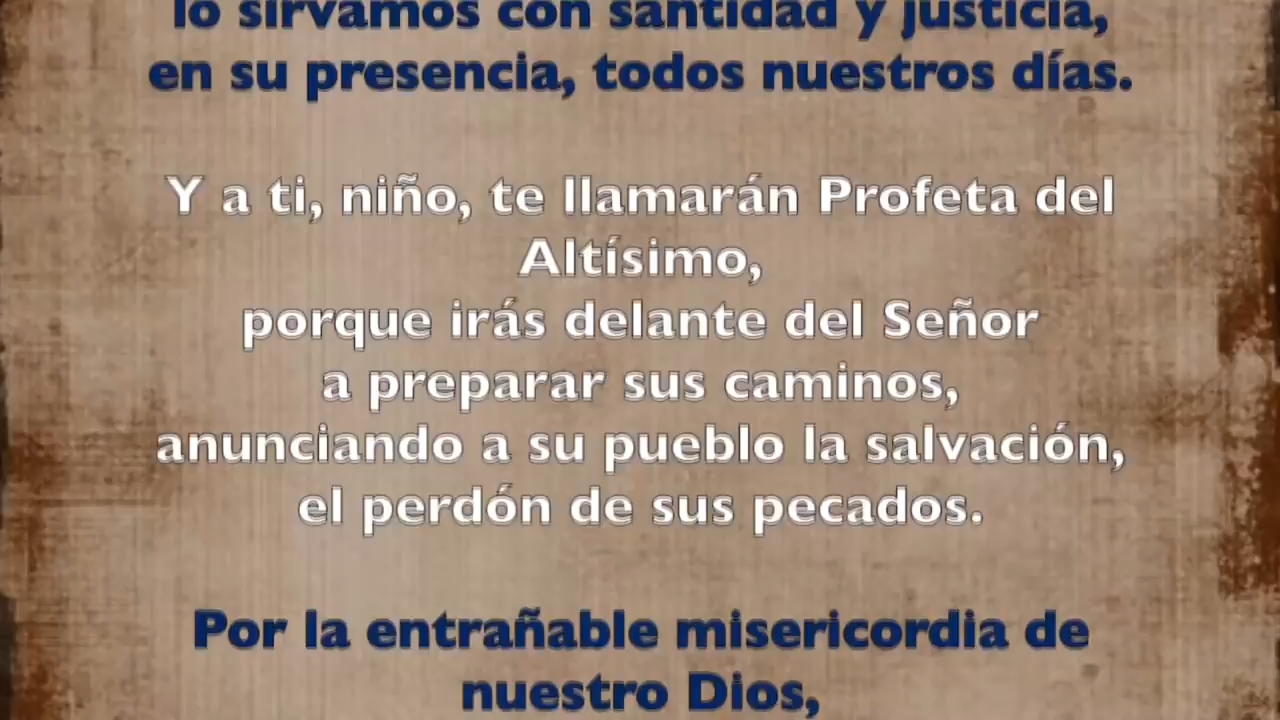 lo sirvamos con santidad y justicia,
en su presencia, todos nuestros días.
Y a ti, niño, te llamarán Profeta del
Altísimo,
porque irás delante del Señor
a preparar sus caminos,
anunciando a su pueblo la salvación,
el perdón de sus pecados.
Por la entrañable misericordia de
nuestro Dios,